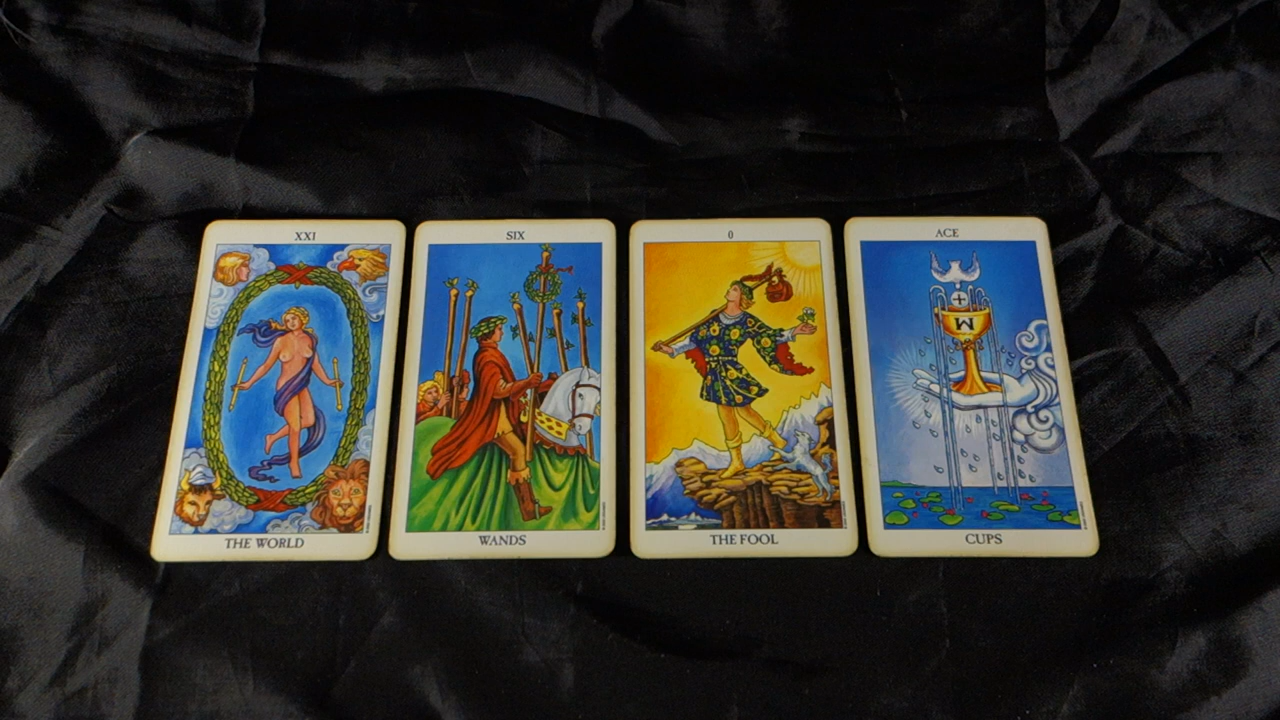 XXI
SIX
0
ACE
W
THE WORLD
WANDS
THE FOOL
CUPS